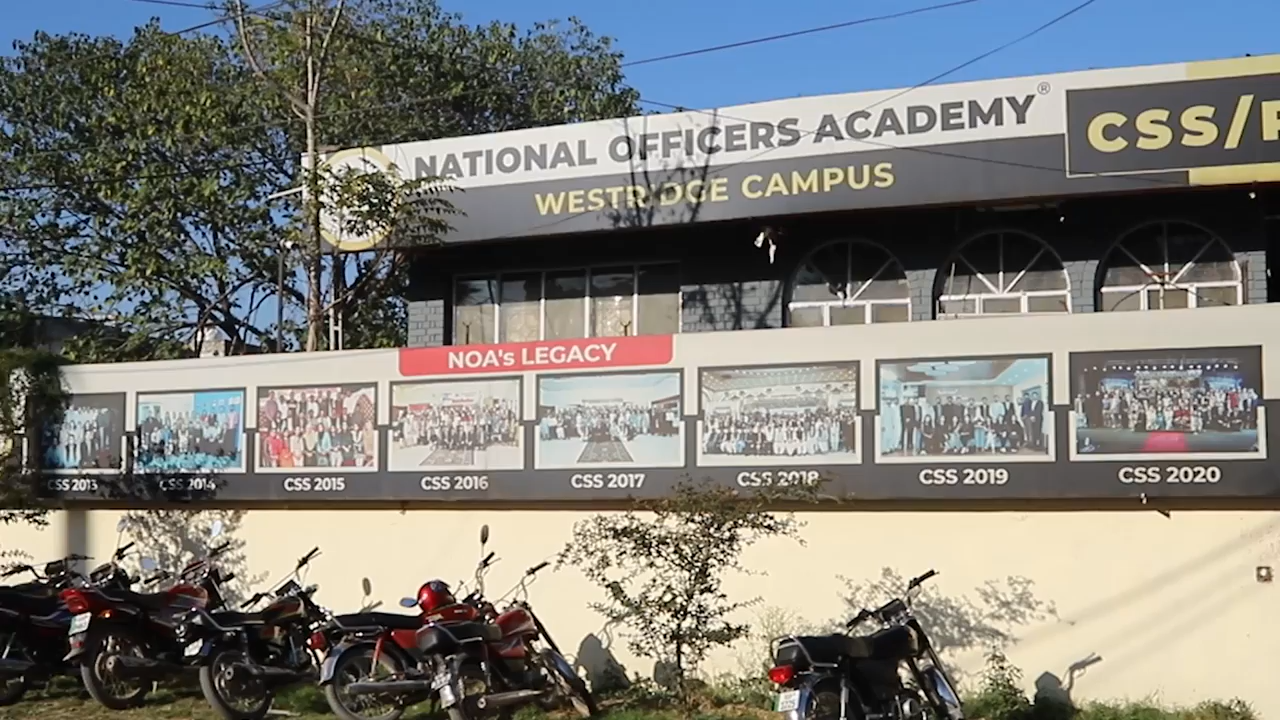 NATIONAL OFFICERS ACADEMY®
WESTRIDGE CAMPUS
CSS/
NOA's LEGACY
CSS 2013
CSS 2014
CSS 2015
CSS 2016
CSS 2017
CSS 2018
CSS 2019
CSS 2020